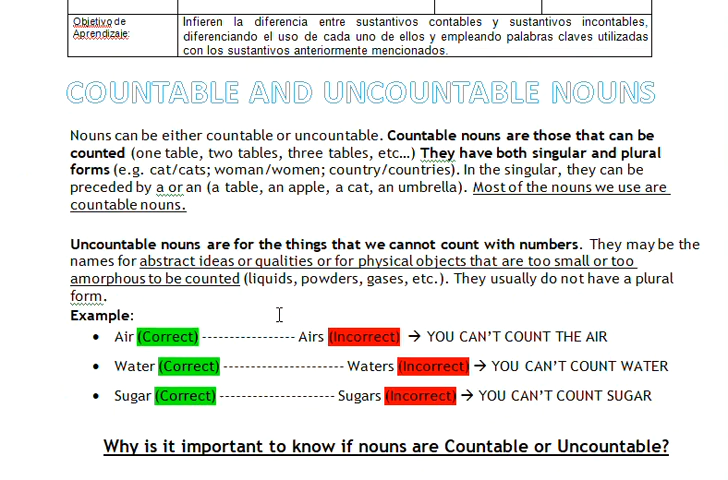 Objetivo de Infieren la diferencia entre sustantivos contables y sustantivos incontables,
Aprendizaje: diferenciando el uso de cada uno de ellos y empleando palabras claves utilizadas
con los sustantivos anteriormente mencionados.
COUNTABLE AND UNCOUNTABLE NOUNS
Nouns can be either countable or uncountable. Countable nouns are those that can be
counted (one table, two tables, three tables, etc…) They have both singular and plural
forms (e.g. cat/cats; woman/women; country/countries). In the singular, they can be
preceded by a or an (a table, an apple, a cat, an umbrella). Most of the nouns we use are
countable nouns.
Uncountable nouns are for the things that we cannot count with numbers. They may be the
names for abstract ideas or qualities or for physical objects that are too small or too
amorphous to be counted (liquids, powders, gases, etc.). They usually do not have a plural
form.
Example:
• Air (Correct) ----------------- Airs (Incorrect) → YOU CAN'T COUNT THE AIR
• Water (Correct) ---------------------- Waters (Incorrect) → YOU CAN'T COUNT WATER
• Sugar (Correct) ---------------------- Sugars (Incorrect) → YOU CAN'T COUNT SUGAR
Why is it important to know if nouns are Countable or Uncountable?